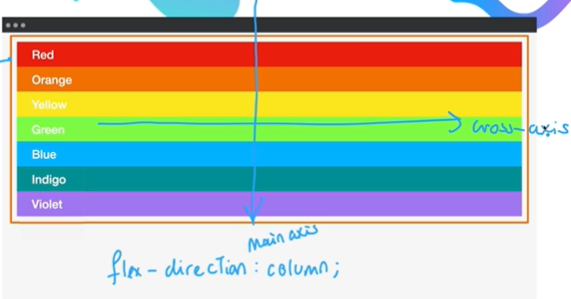 Red
Orange
Yellow
Green
cross-axis
Blue
Indigo
Violet
main axis
flex-direction: column;